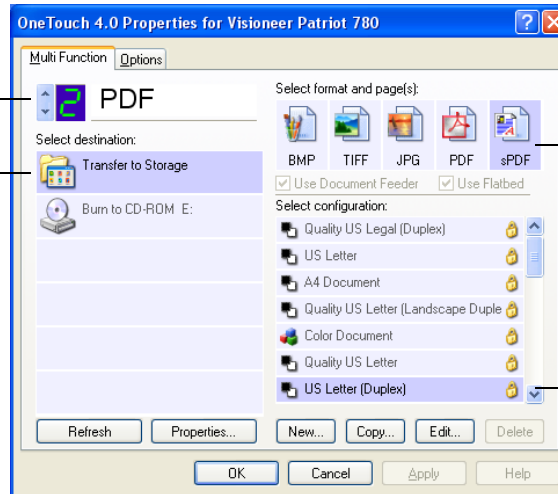 OneTouch 4.0 Properties for Visioneer Patriot 780
Multi Function
Options
2
PDF
Select destination:
Transfer to Storage
Burn to CD-ROM E:
Select format and page(s):
BMP TIFF JPG PDF sPDF
Use Document Feeder
Use Flatbed
Select configuration:
Quality US Legal (Duplex)
US Letter
A4 Document
Quality US Letter (Landscape Duple
Color Document
Quality US Letter
US Letter (Duplex)
Refresh
Properties...
New...
Copy...
Edit...
Delete
OK
Cancel
Apply
Help